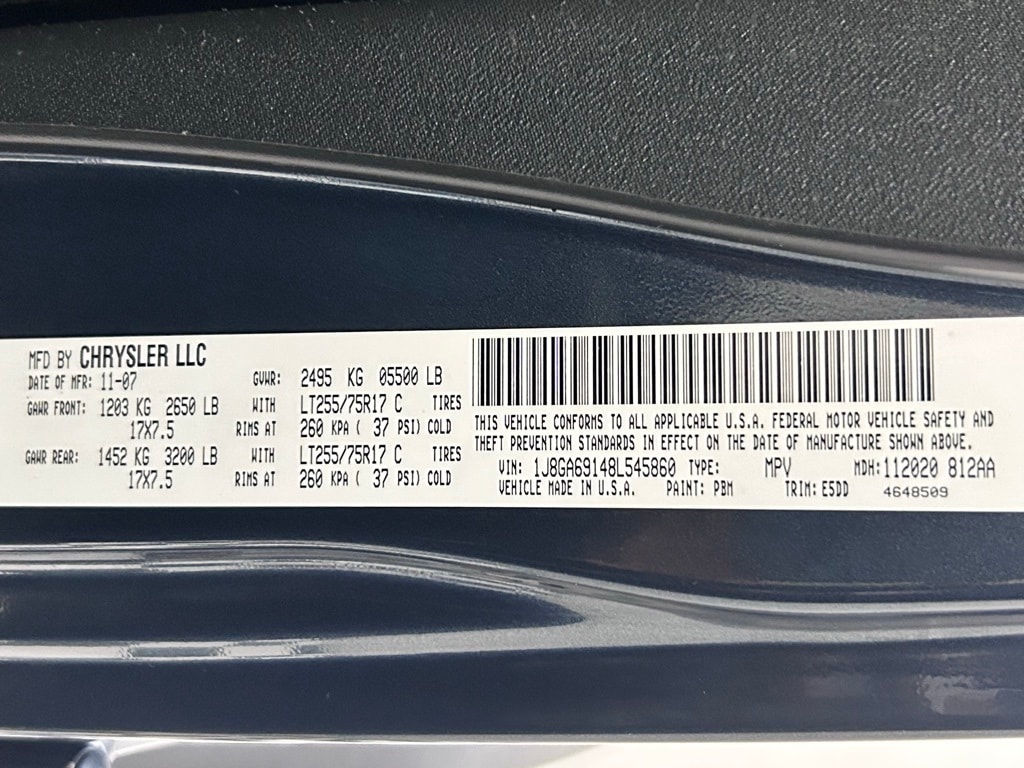 MFD BY CHRYSLER LLC
DATE OF MFR: 11-07 GVWR: 2495 KG 05500 LB
GAWR FRONT: 1203 KG 2650 LB WITH LT255/75R17 C TIRES
17X7.5 RIMS AT 260 KPA ( 37 PSI) COLD
GAWR REAR: 1452 KG 3200 LB WITH LT255/75R17 C TIRES
17X7.5 RIMS AT 260 KPA ( 37 PSI) COLD
THIS VEHICLE CONFORMS TO ALL APPLICABLE U.S.A. FEDERAL MOTOR VEHICLE SAFETY AND
THEFT PREVENTION STANDARDS IN EFFECT ON THE DATE OF MANUFACTURE SHOWN ABOVE.
VIN: 1J8GA69148L545860 TYPE: MPV MDH: 112020 812AA
VEHICLE MADE IN U.S.A. PAINT: PBM TRIM: E5DD 4648509